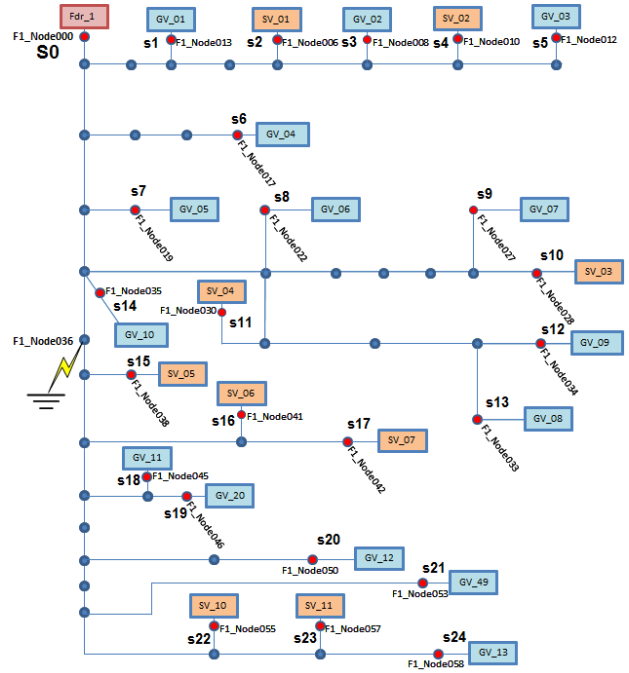 Fdr_1
GV_01
SV_01
GV_02
SV_02
GV_03
F1_Node000
S0
s1
F1_Node013
s2
F1_Node006
s3
F1_Node008
s4
F1_Node010
s5
F1_Node012
s6
GV_04
F1_Node017
s7
GV_05
F1_Node019
s8
GV_06
F1_Node022
s9
GV_07
F1_Node027
s10
SV_03
F1_Node028
F1_Node035
s14
GV_10
SV_04
F1_Node030
s11
s12
GV_09
F1_Node034
F1_Node036
s15
SV_05
F1_Node038
s13
GV_08
F1_Node033
SV_06
s16
F1_Node041
s17
SV_07
F1_Node042
GV_11
s18
F1_Node045
s19
GV_20
F1_Node046
s20
GV_12
F1_Node050
s21
GV_49
F1_Node053
SV_10
s22
F1_Node055
SV_11
s23
F1_Node057
s24
GV_13
F1_Node058